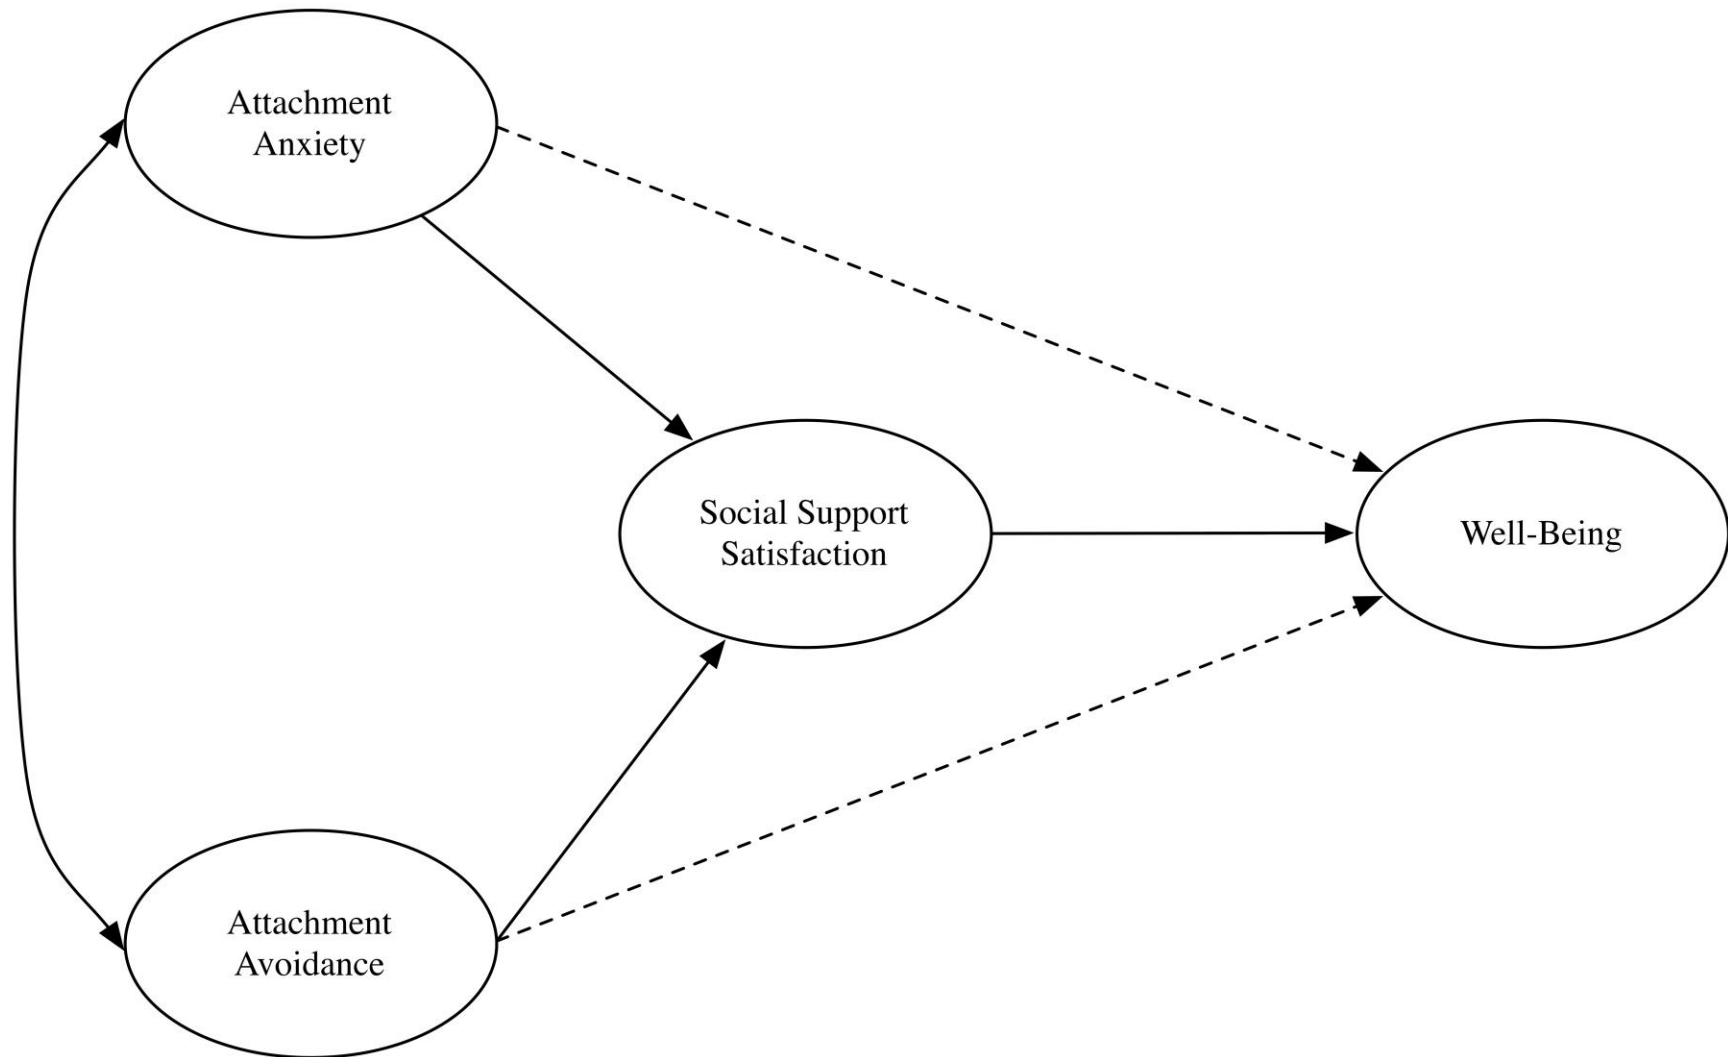 Attachment
Anxiety
Social Support
Satisfaction
Well-Being
Attachment
Avoidance